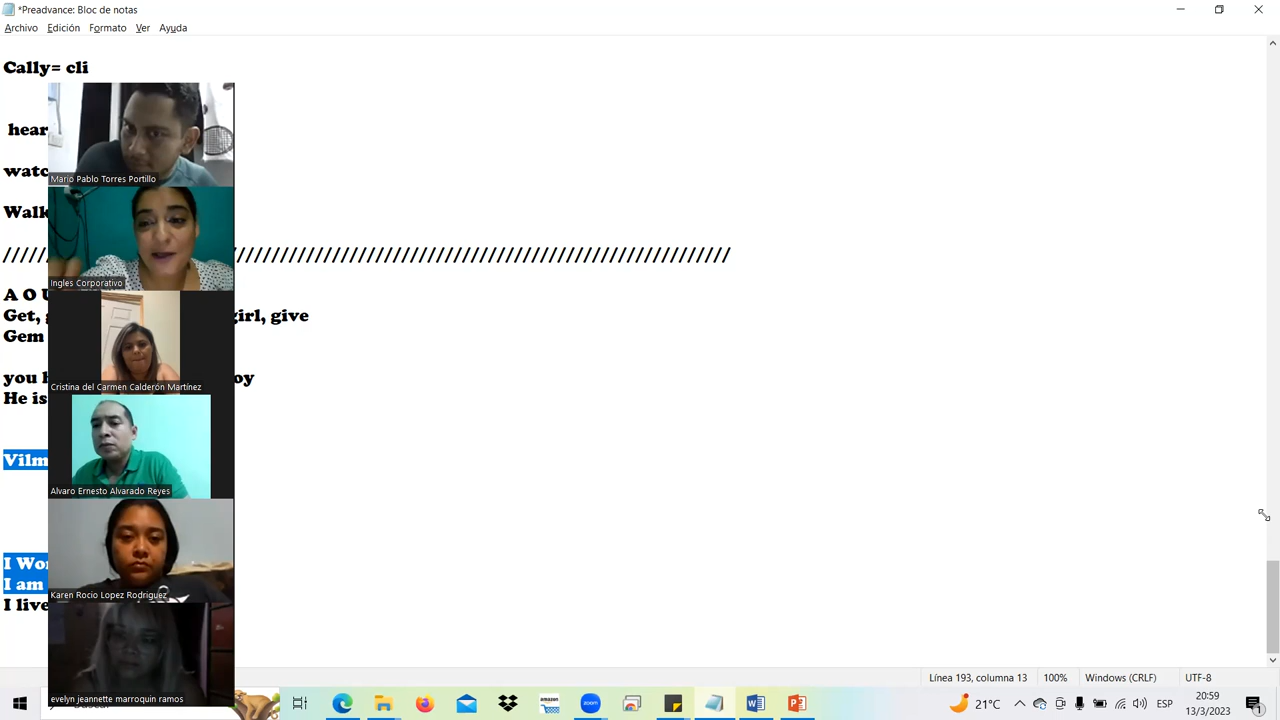 *Preadvance: Bloc de notas
Archivo Edición Formato Ver Ayuda
Cally= cli
hear
watc
Walk
Mario Pablo Torres Portillo
Ingles Corporativo
A O U
Get, girl, give
Gem
you h oy
He is
Cristina del Carmen Calderón Martínez
Vilm
Alvaro Ernesto Alvarado Reyes
I Wor
I am
I live
Karen Rocio Lopez Rodriguez
evelyn jeannette marroquin ramos
Línea 193, columna 13 100% Windows (CRLF) UTF-8
amazon
zoom
21°C ESP 20:59
13/3/2023